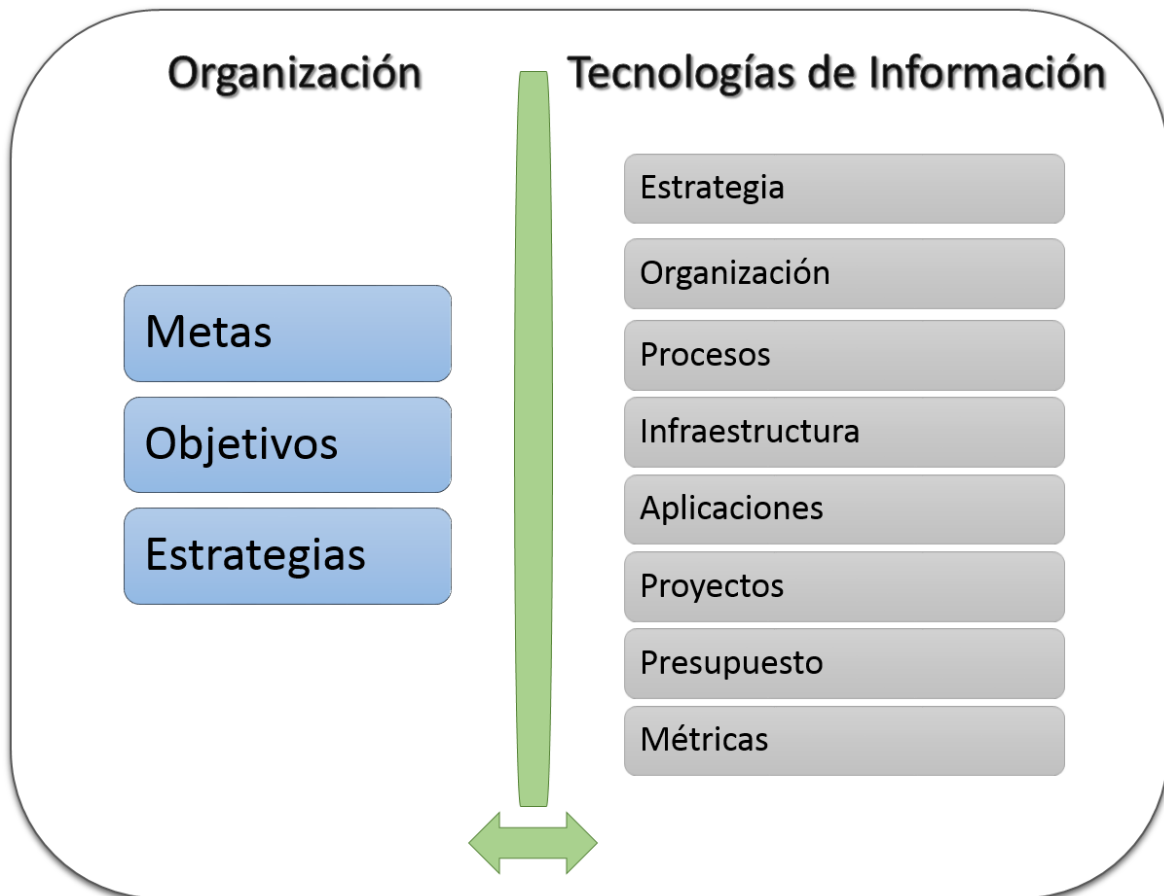 Organización
Metas
Objetivos
Estrategias
Tecnologías de Información
Estrategia
Organización
Procesos
Infraestructura
Aplicaciones
Proyectos
Presupuesto
Métricas